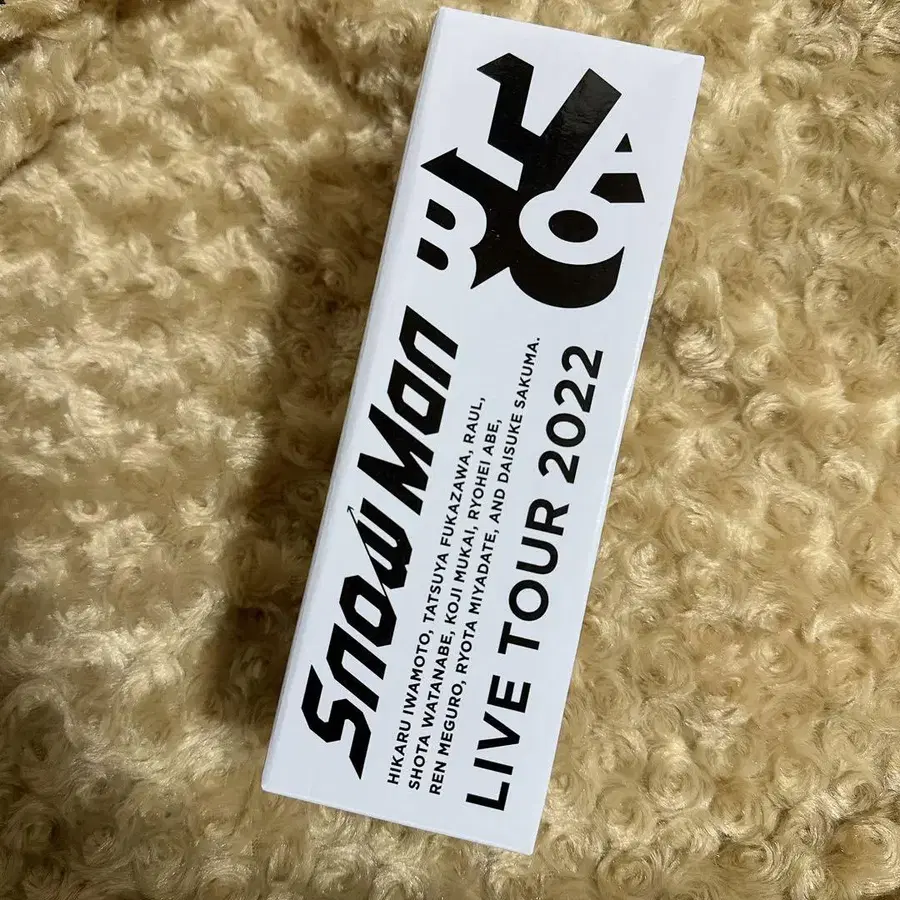 Snow Man
HIKARU IWAMOTO, TATSUYA FUKAZAWA, RAUL,
SHOTA WATANABE, KOJI MUKAI, RYOHEI ABE,
REN MEGURO, RYOTA MIYADATE, AND DAISUKE SAKUMA.
LIVE TOUR 2022